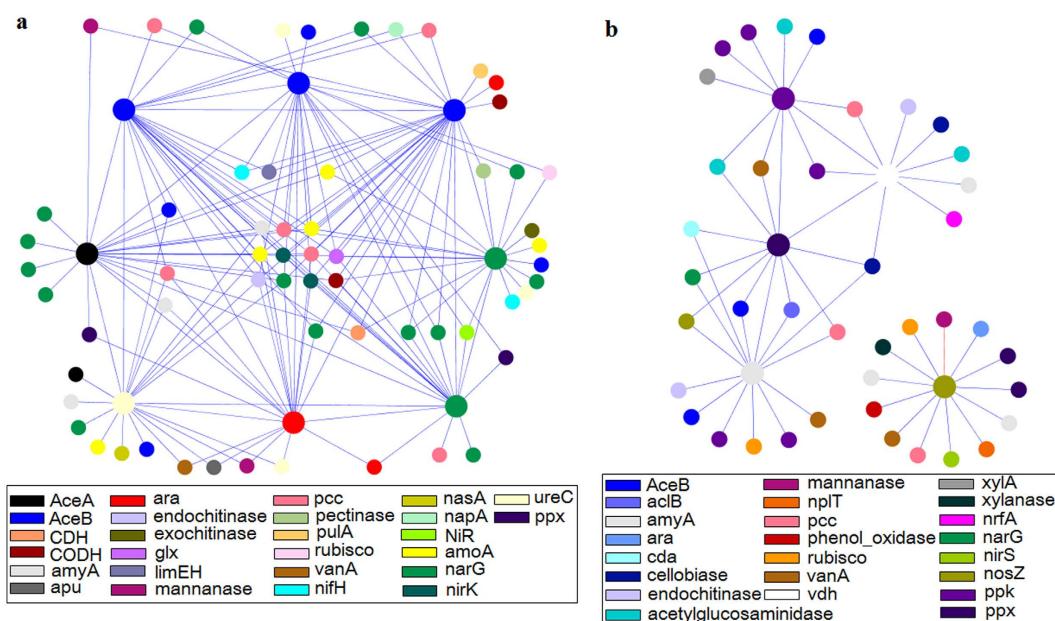 a
b
AceA
AceB
CDH
CODH
amyA
apu
ara
endochitinase
exochitinase
glx
limEH
mannanase
pcc
pectinase
pulA
rubisco
vanA
nifH
nasA
napA
NiR
amoA
narG
nirK
ureC
ppx
AceB
aclB
amyA
ara
cda
cellobiase
endochitinase
acetylglucosaminidase
mannanase
nplT
pcc
phenol_oxidase
rubisco
vanA
vdh
xylA
xylanase
nrfA
narG
nirS
nosZ
ppk
ppx